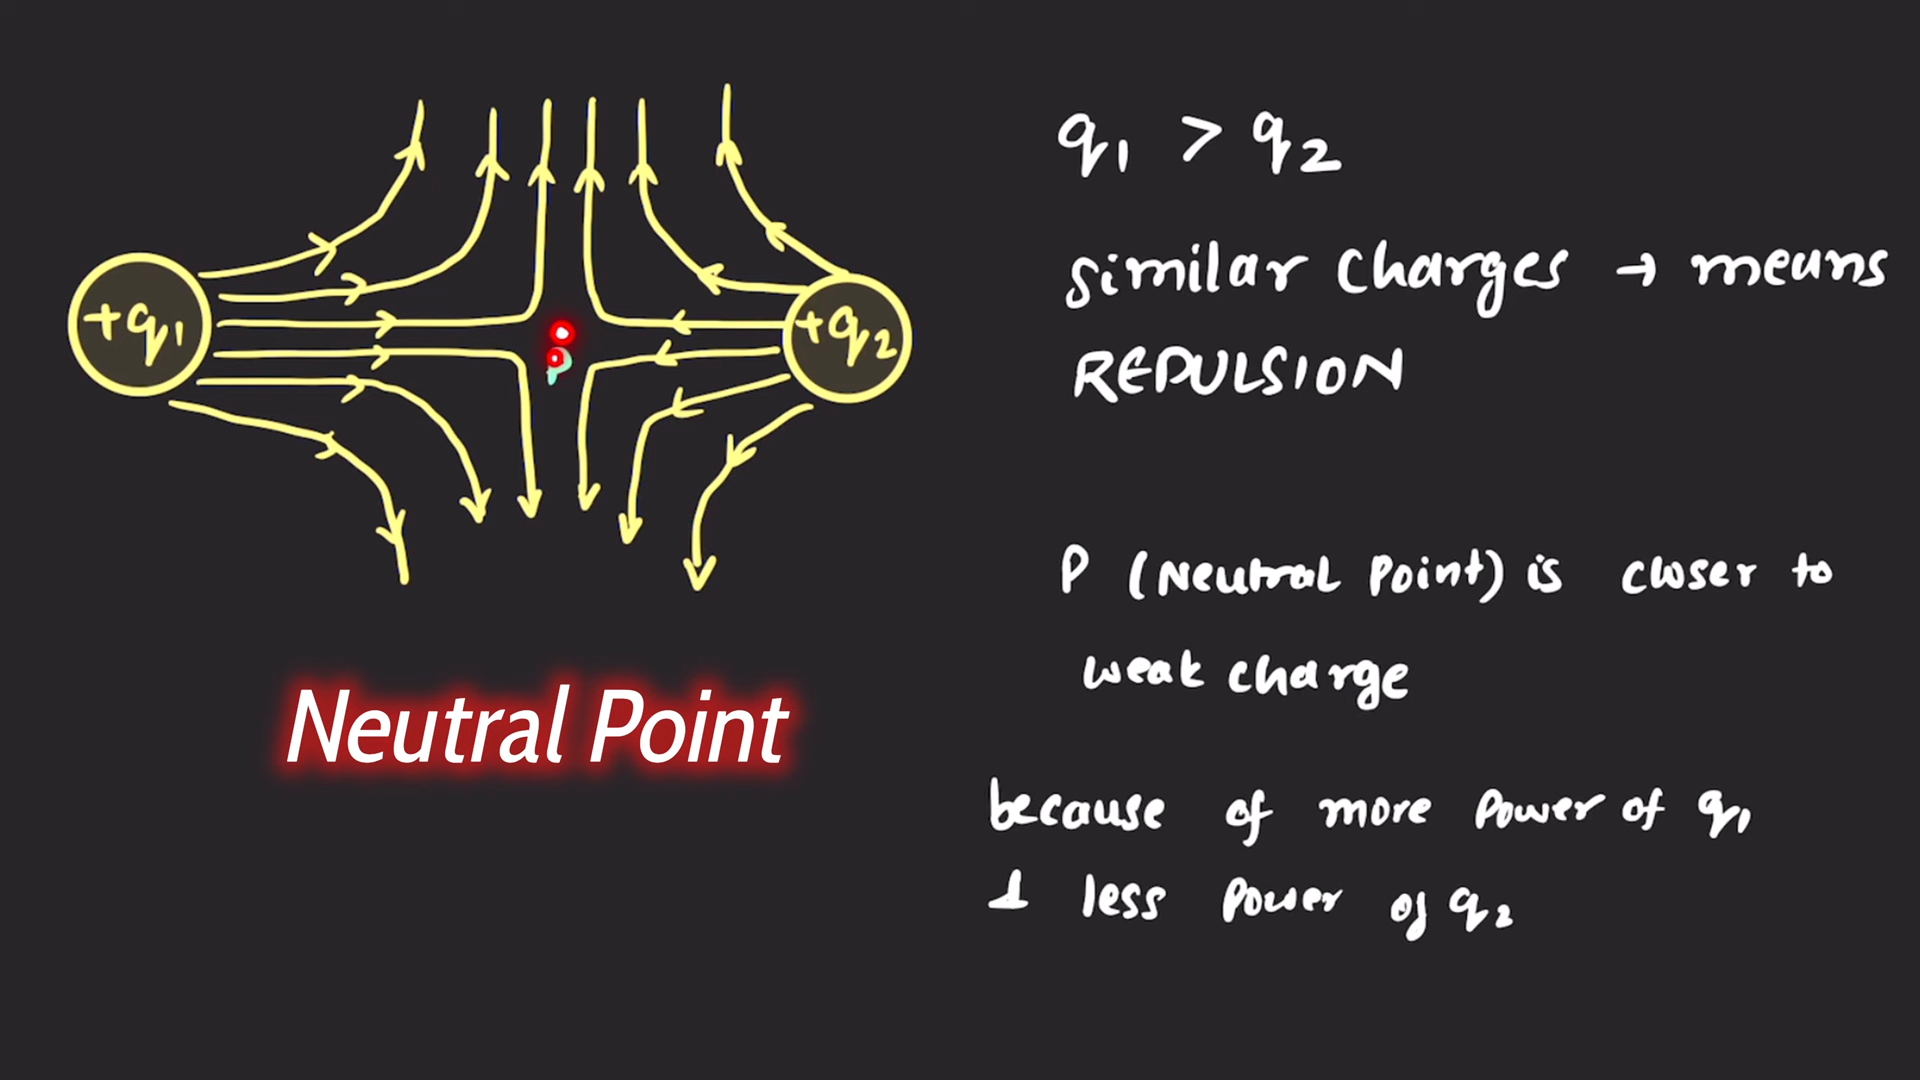 +q1
+q2
P
Neutral Point
q1 > q2
similar charges → means
REPULSION
P (Neutral Point) is closer to
weak charge
because of more power of q1
& less power of q2